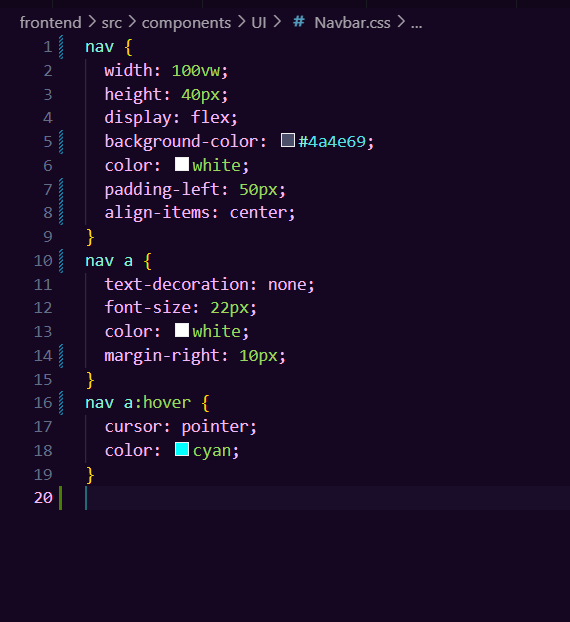 frontend > src > components > UI > # Navbar.css > ...
1 nav {
2 width: 100vw;
3 height: 40px;
4 display: flex;
5 background-color: #4a4e69;
6 color: white;
7 padding-left: 50px;
8 align-items: center;
9 }
10 nav a {
11 text-decoration: none;
12 font-size: 22px;
13 color: white;
14 margin-right: 10px;
15 }
16 nav a:hover {
17 cursor: pointer;
18 color: cyan;
19 }
20